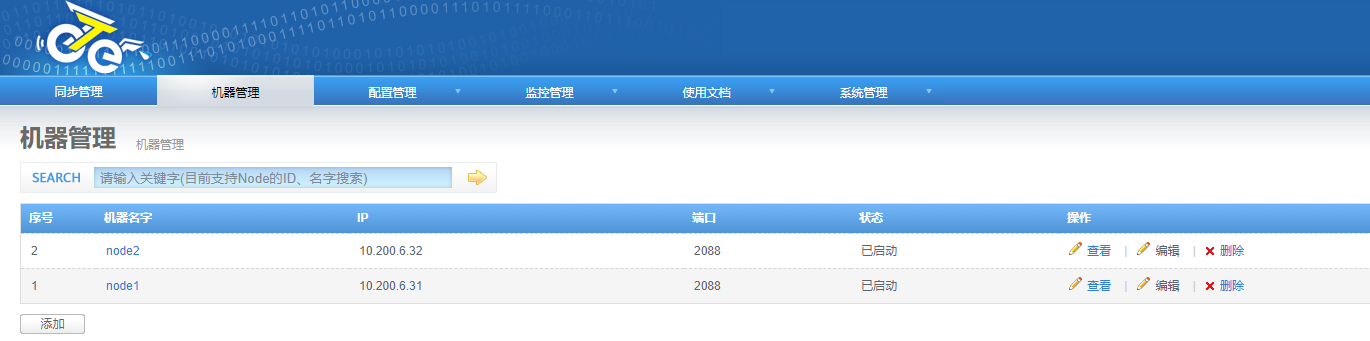 eTe
同步管理 机器管理 配置管理 监控管理 使用文档 系统管理
机器管理 机器管理
SEARCH 请输入关键字(目前支持Node的ID、名字搜索)
序号 机器名字 IP 端口 状态 操作
2 node2 10.200.6.32 2088 已启动 查看 | 编辑 | 删除
1 node1 10.200.6.31 2088 已启动 查看 | 编辑 | 删除
添加